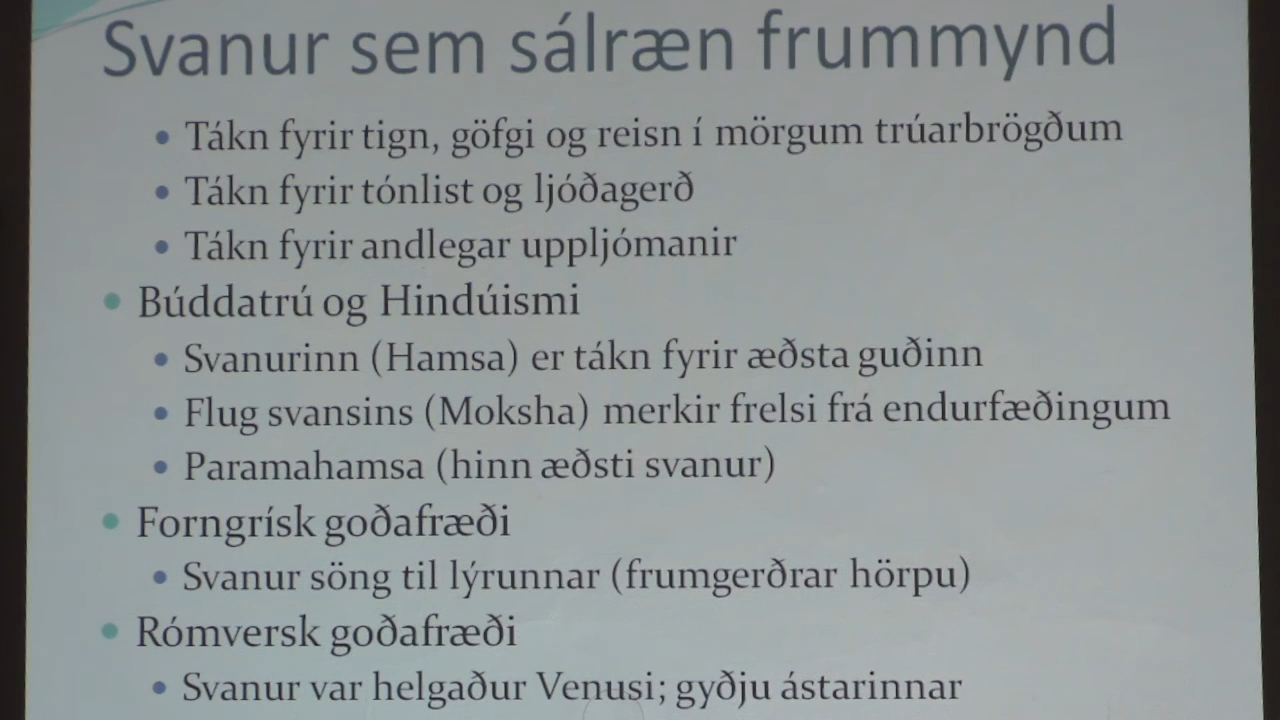 Svanur sem sálræn frummynd
• Tákn fyrir tign, göfgi og reisn í mörgum trúarbrögðum
• Tákn fyrir tónlist og ljóðagerð
• Tákn fyrir andlegar uppljómanir
• Búddatrú og Hindúismi
• Svanurinn (Hamsa) er tákn fyrir æðsta guðinn
• Flug svansins (Moksha) merkir frelsi frá endurfæðingum
• Paramahamsa (hinn æðsti svanur)
• Forngrísk goðafræði
• Svanur söng til lýrunnar (frumgerðrar hörpu)
• Rómversk goðafræði
• Svanur var helgaður Venusi; gyðju ástarinnar